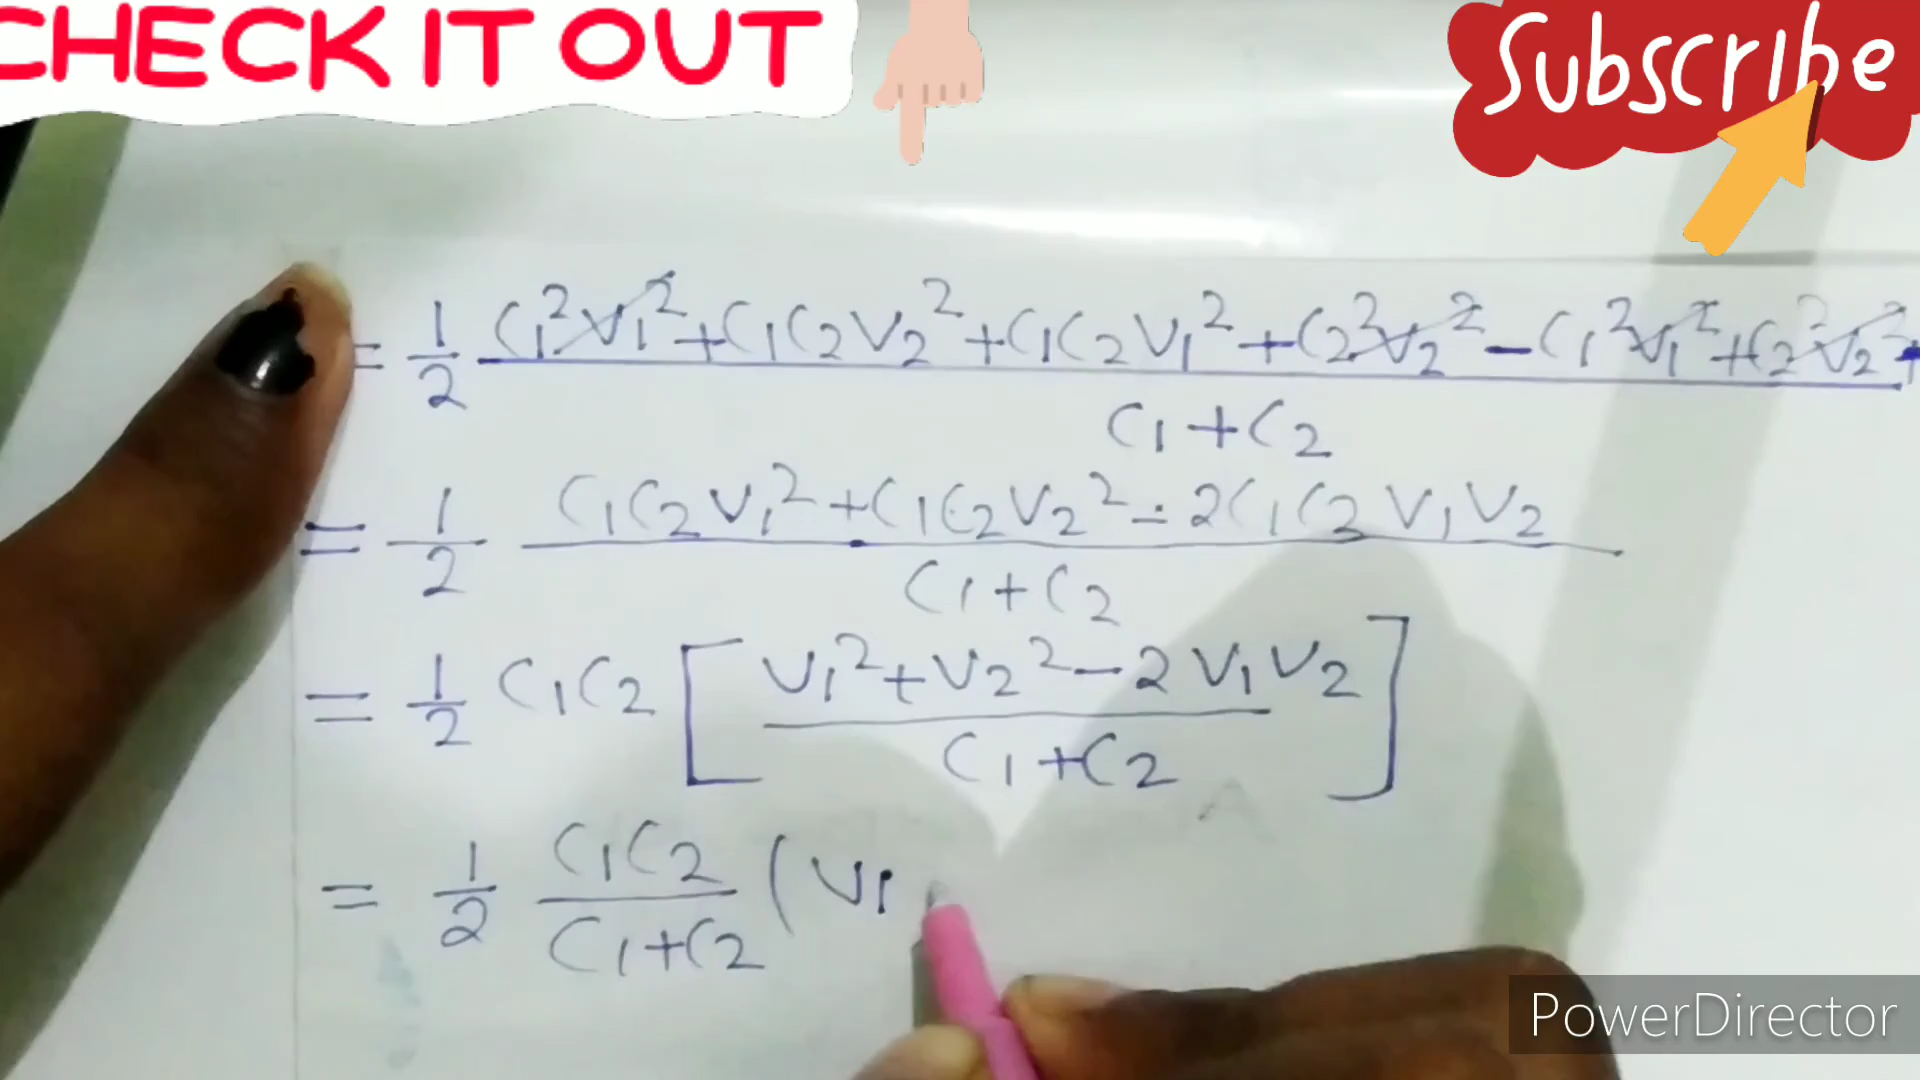 CHECK IT OUT
Subscribe
= 1/2 C1²V1²+C1C2V2²+C1C2V1²+C2²V2²-C1²V1²+C2²V2²+ / C1+C2
= 1/2 C1C2V1²+C1C2V2²-2C1C2V1V2 / C1+C2
= 1/2 C1C2 [V1²+V2²-2V1V2 / C1+C2]
= 1/2 C1C2 / C1+C2 (V1
PowerDirector